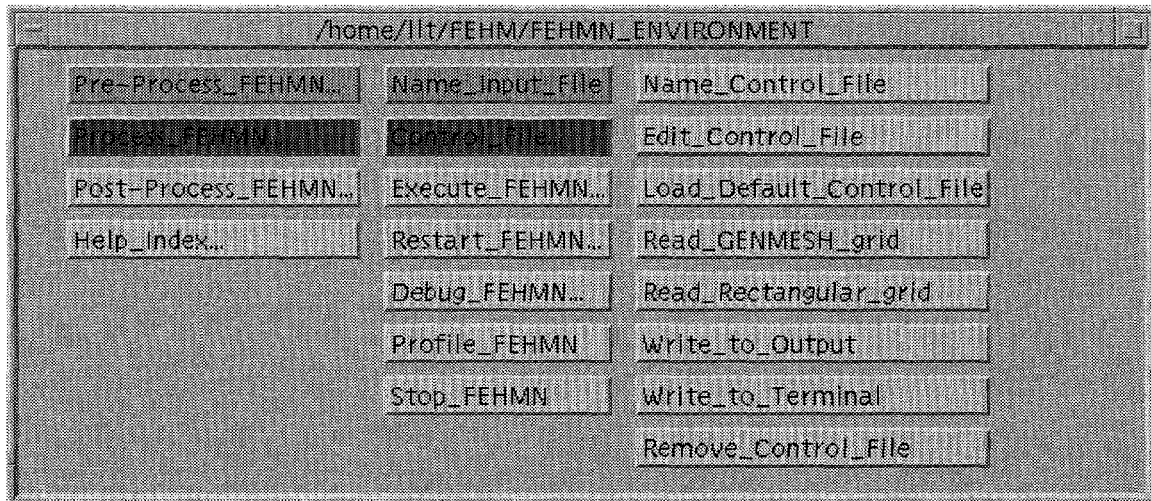 /home/llt/FEHM/FEHMN_ENVIRONMENT
Pre-Process_FEHMN... Name_Input_File Name_Control_File
Process_FEHMN... Control_File... Edit_Control_File
Post-Process_FEHMN... Execute_FEHMN... Load_Default_Control_File
Help_Index... Restart_FEHMN... Read_GENMESH_grid
Debug_FEHMN... Read_Rectangular_grid
Profile_FEHMN Write_to_Output
Stop_FEHMN Write_to_Terminal
Remove_Control_File